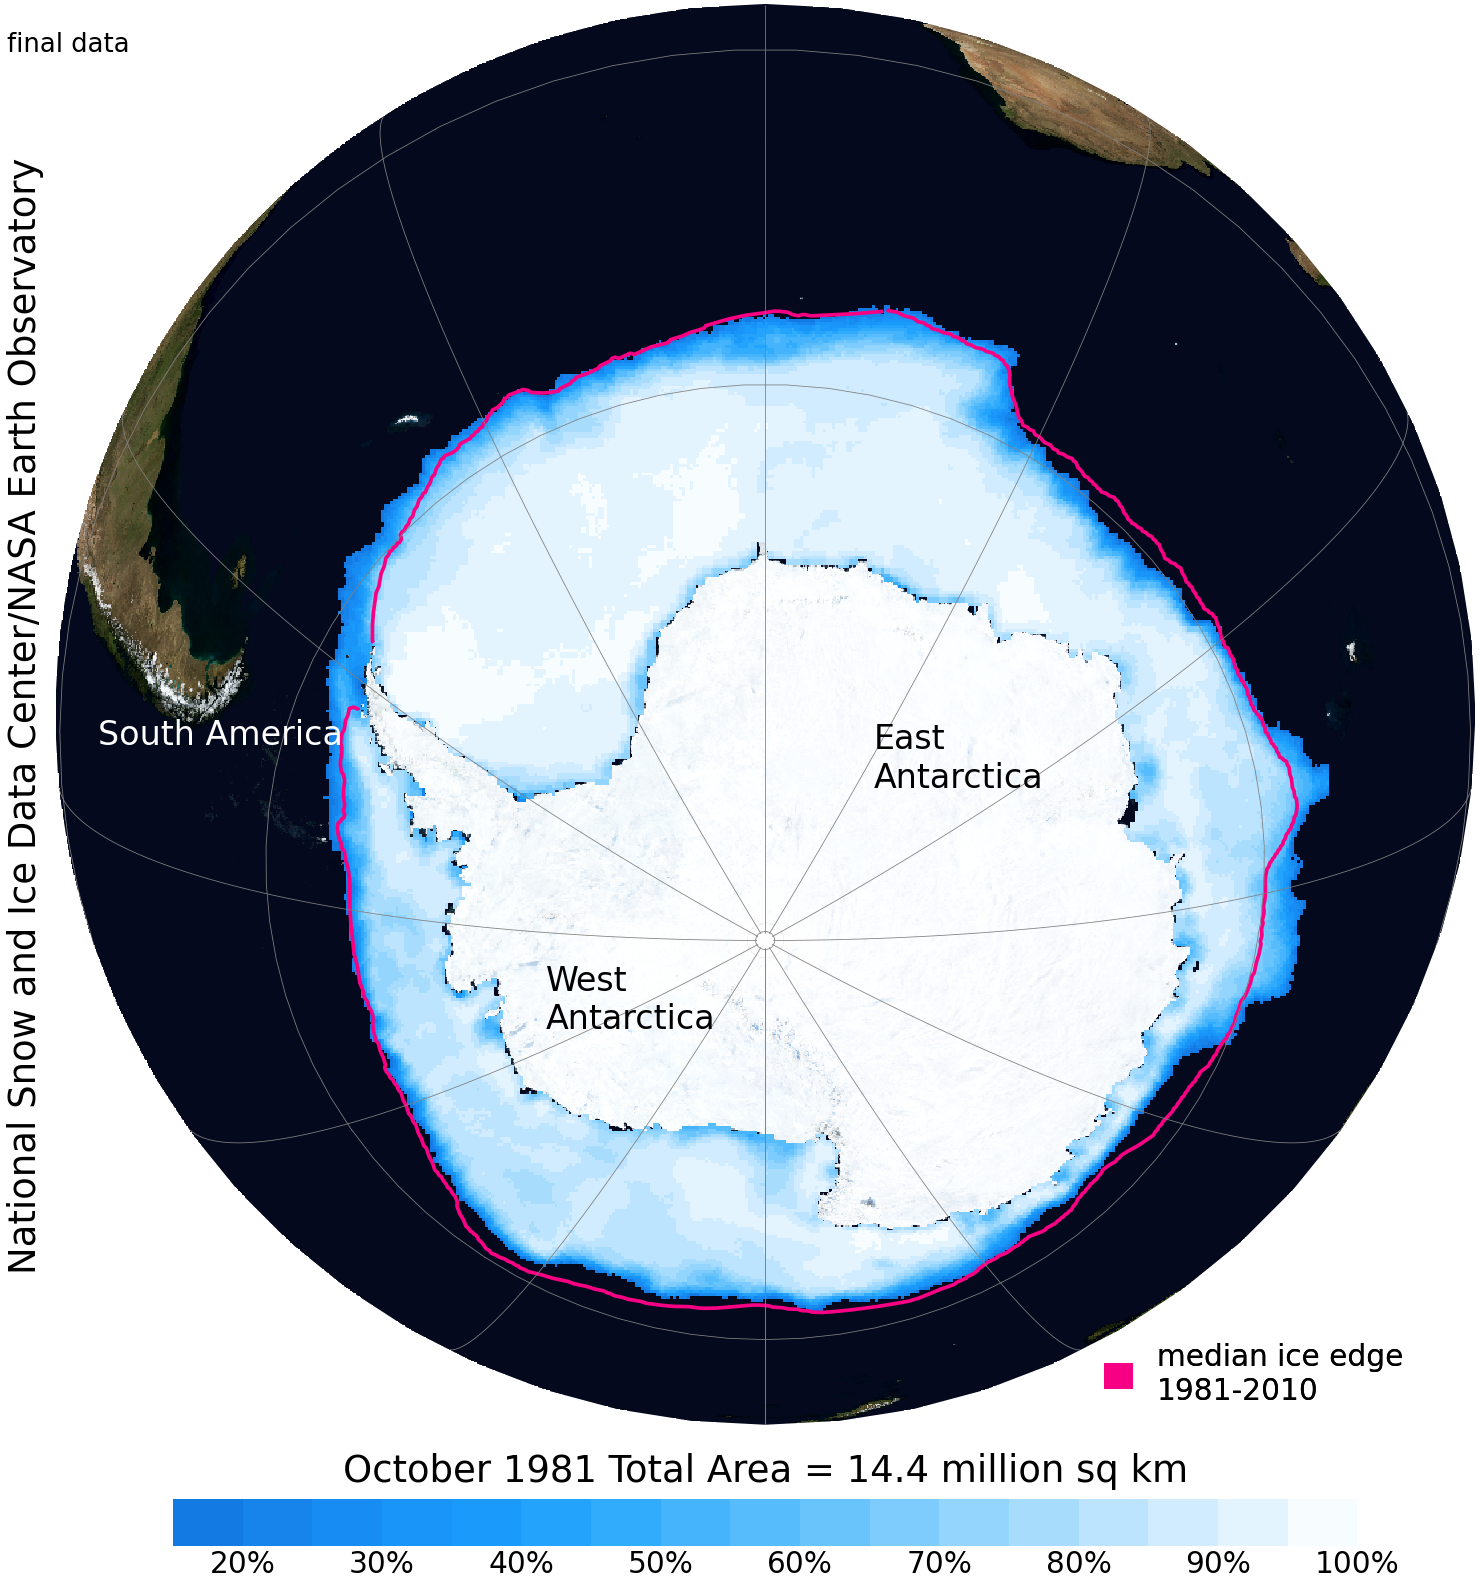 final data
National Snow and Ice Data Center/NASA Earth Observatory
South America
East
Antarctica
West
Antarctica
median ice edge
1981-2010
October 1981 Total Area = 14.4 million sq km
20% 30% 40% 50% 60% 70% 80% 90% 100%